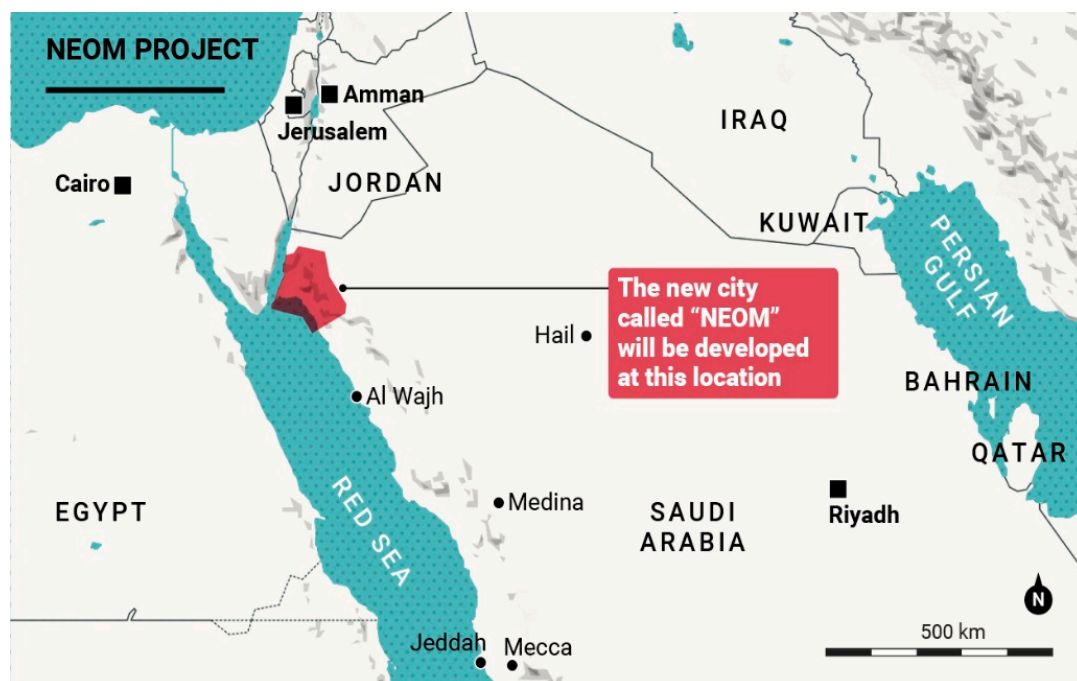 NEOM PROJECT
Amman
Jerusalem
IRAQ
Cairo
JORDAN
KUWAIT
PERSIAN
GULF
The new city
called “NEOM”
will be developed
at this location
Hail
BAHRAIN
Al Wajh
QATAR
RED SEA
EGYPT
Medina
SAUDI
ARABIA
Riyadh
N
500 km
Jeddah
Mecca